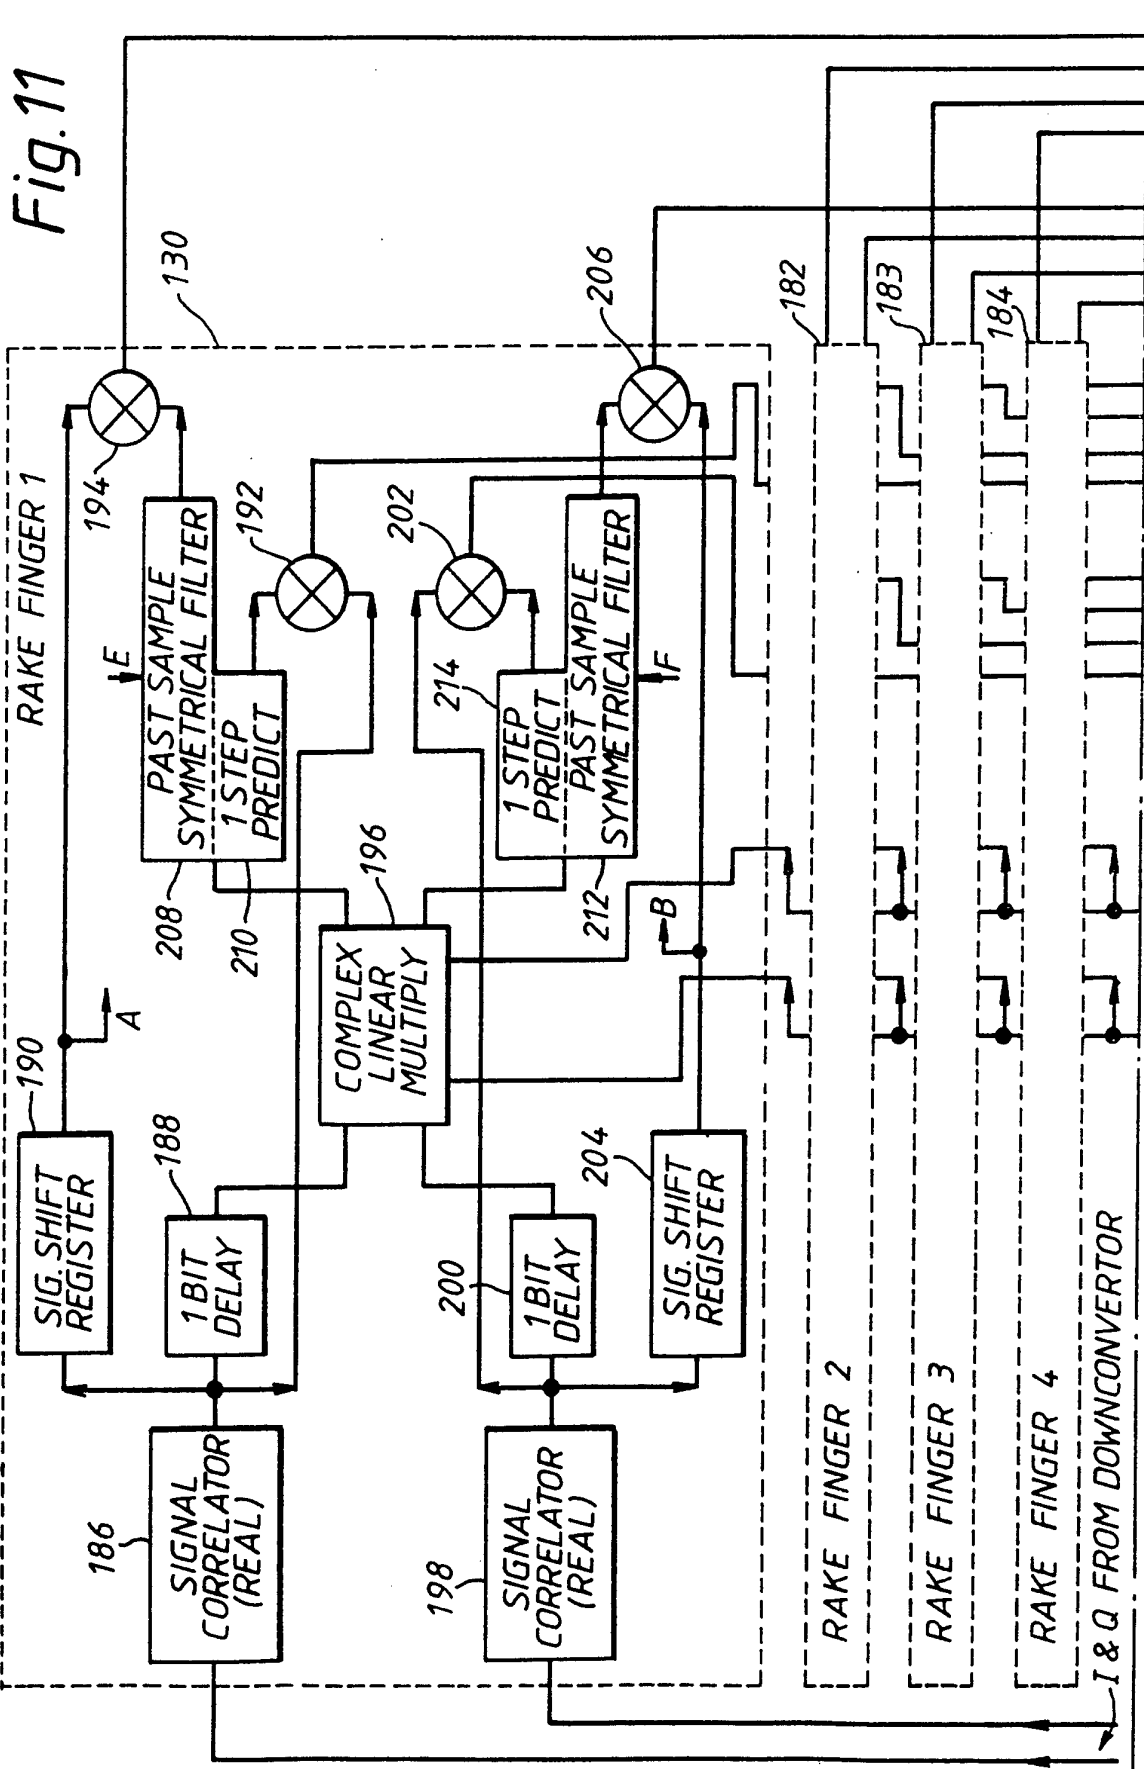 Fig. 11
RAKE FINGER 1
130
190
SIG. SHIFT
REGISTER
A
194
186
SIGNAL
CORRELATOR
(REAL)
188
1 BIT
DELAY
208
210
E
PAST SAMPLE
SYMMETRICAL FILTER
1 STEP
PREDICT
192
196
COMPLEX
LINEAR
MULTIPLY
202
198
SIGNAL
CORRELATOR
(REAL)
200
1 BIT
DELAY
214
1 STEP
PREDICT
PAST SAMPLE
SYMMETRICAL FILTER
212
F
206
204
SIG. SHIFT
REGISTER
B
182
RAKE FINGER 2
183
RAKE FINGER 3
184
RAKE FINGER 4
I & Q FROM DOWNCONVERTOR